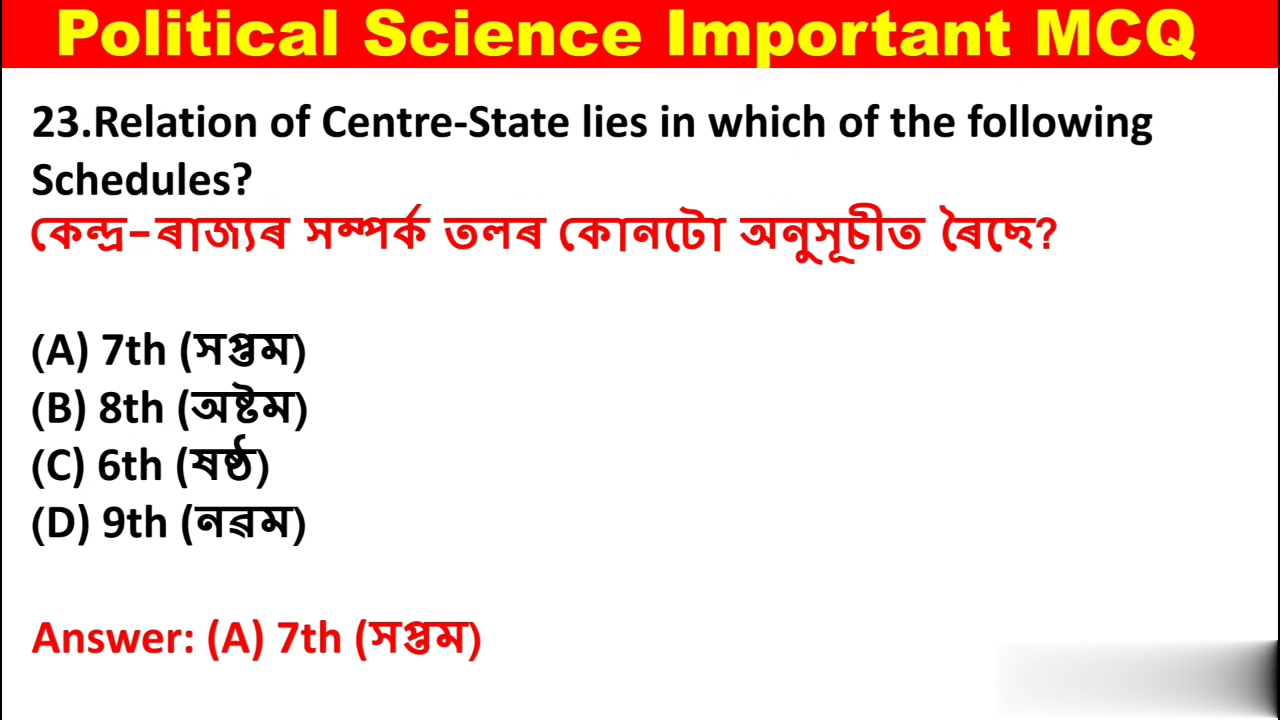 Political Science Important MCQ
23.Relation of Centre-State lies in which of the following
Schedules?
কেন্দ্ৰ-ৰাজ্যৰ সম্পৰ্ক তলৰ কোনটো অনুসূচীত ৰৈছে?
(A) 7th (সপ্তম)
(B) 8th (অষ্টম)
(C) 6th (ষষ্ঠ)
(D) 9th (নৱম)
Answer: (A) 7th (সপ্তম)